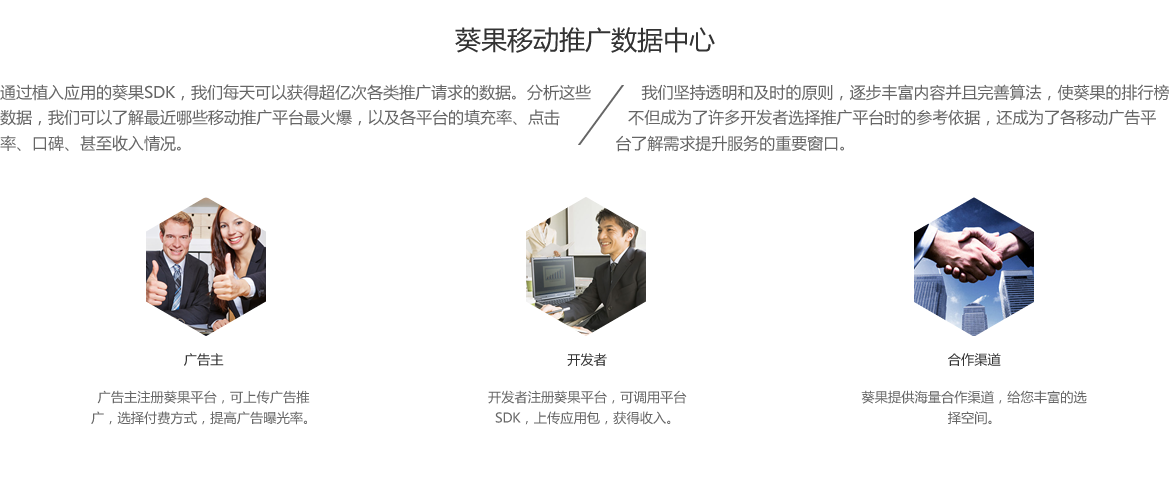 葵果移动推广数据中心
通过植入应用的葵果SDK，我们每天可以获得超亿次各类推广请求的数据。分析这些
数据，我们可以了解最近哪些移动推广平台最火爆，以及各平台的填充率、点击
率、口碑、甚至收入情况。
我们坚持透明和及时的原则，逐步丰富内容并且完善算法，使葵果的排行榜
不但成为了许多开发者选择推广平台时的参考依据，还成为了各移动广告平
台了解需求提升服务的重要窗口。
广告主
广告主注册葵果平台，可上传广告推
广，选择付费方式，提高广告曝光率。
开发者
开发者注册葵果平台，可调用平台
SDK，上传应用包，获得收入。
合作渠道
葵果提供海量合作渠道，给您丰富的选
择空间。